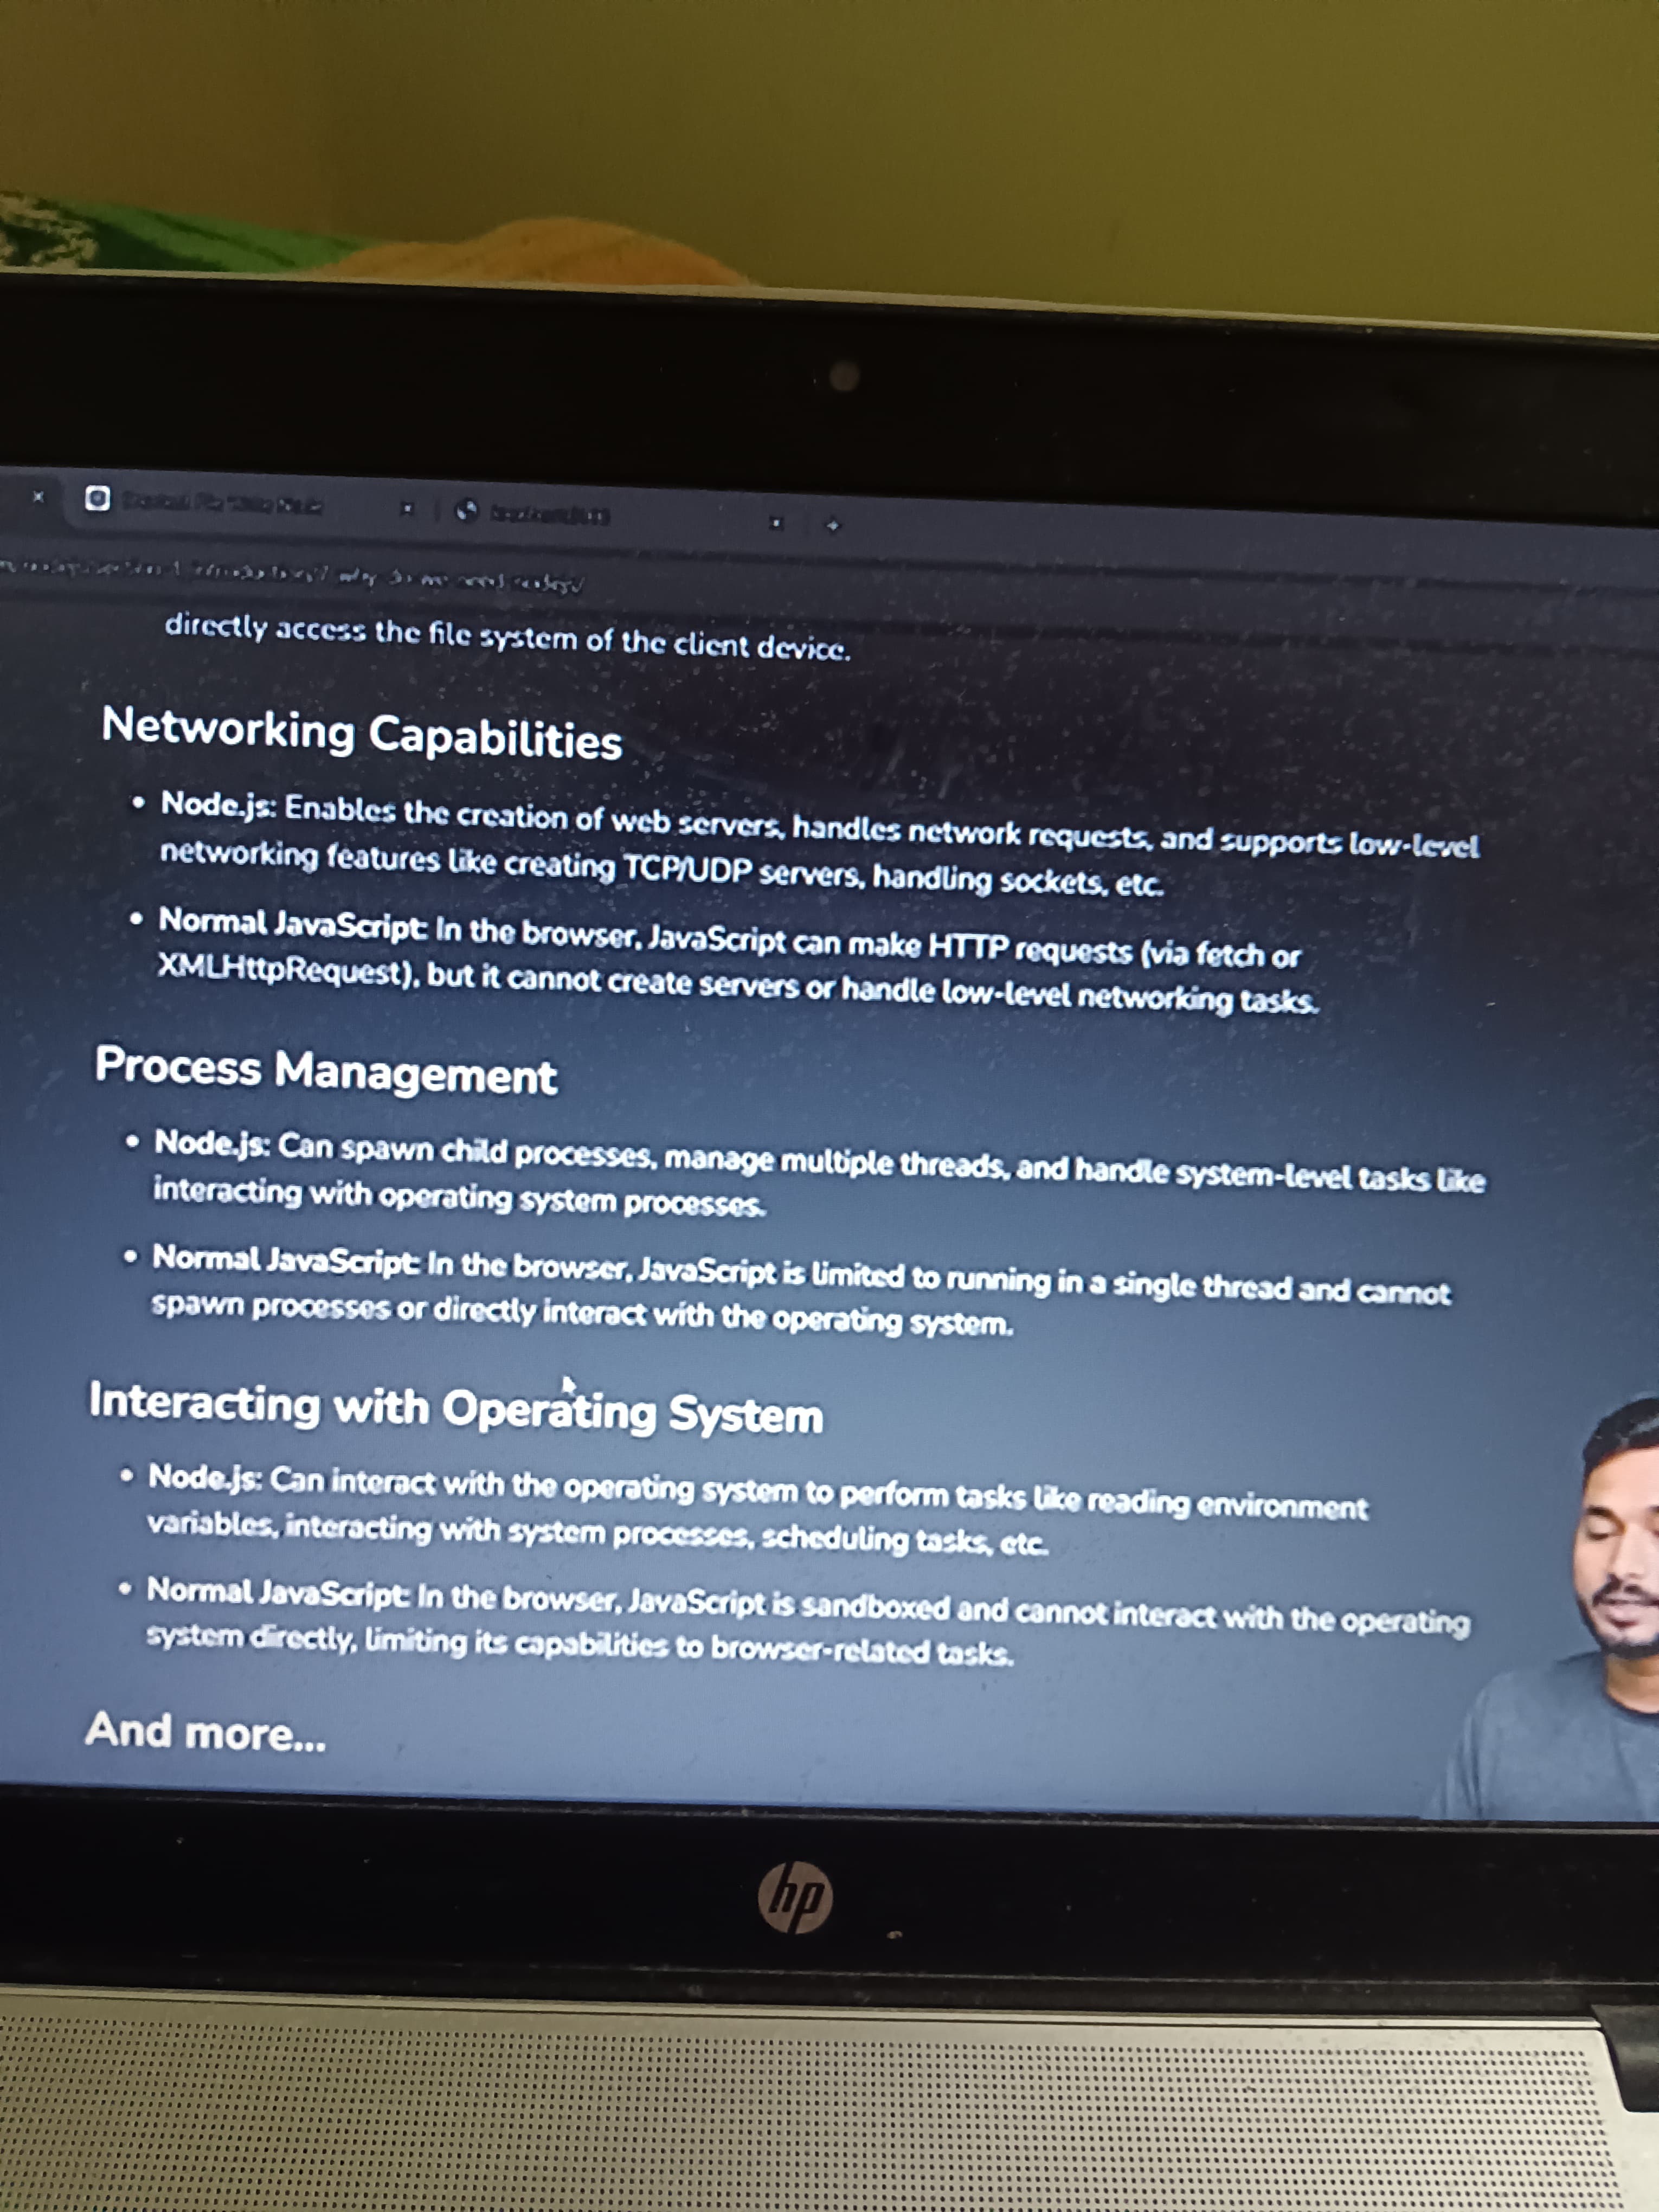 why do we need nodejs/
directly access the file system of the client device.
Networking Capabilities
• Node.js: Enables the creation of web servers, handles network requests, and supports low-level
networking features like creating TCP/UDP servers, handling sockets, etc.
• Normal JavaScript: In the browser, JavaScript can make HTTP requests (via fetch or
XMLHttpRequest), but it cannot create servers or handle low-level networking tasks.
Process Management
• Node.js: Can spawn child processes, manage multiple threads, and handle system-level tasks like
interacting with operating system processes.
• Normal JavaScript: In the browser, JavaScript is limited to running in a single thread and cannot
spawn processes or directly interact with the operating system.
Interacting with Operating System
• Node.js: Can interact with the operating system to perform tasks like reading environment
variables, interacting with system processes, scheduling tasks, etc.
• Normal JavaScript: In the browser, JavaScript is sandboxed and cannot interact with the operating
system directly, limiting its capabilities to browser-related tasks.
And more...
hp